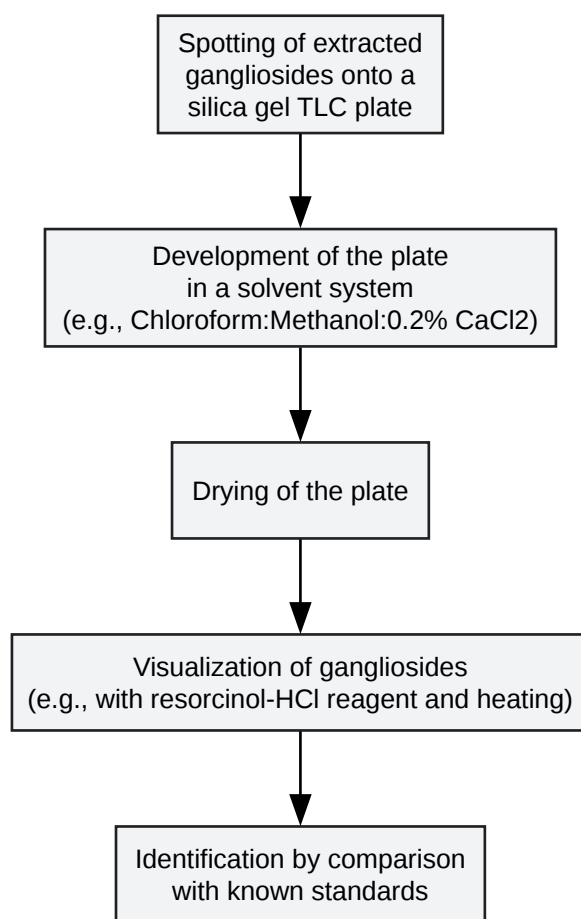 Spotting of extracted
gangliosides onto a
silica gel TLC plate
Development of the plate
in a solvent system
(e.g., Chloroform:Methanol:0.2% CaCl2)
Drying of the plate
Visualization of gangliosides
(e.g., with resorcinol-HCl reagent and heating)
Identification by comparison
with known standards